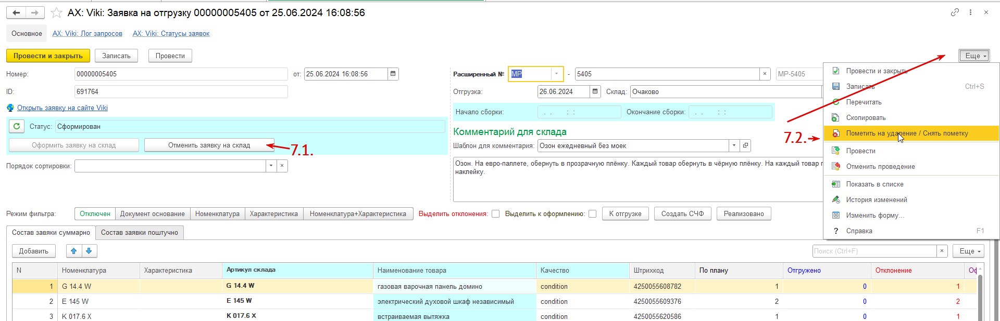 AX: Viki: Заявка на отгрузку 00000005405 от 25.06.2024 16:08:56
Основное AX: Viki: Лог запросов AX: Viki: Статусы заявок
Провести и закрыть Записать Провести Еще
Номер: 00000005405 от: 25.06.2024 16:08:56 Расширенный № МР - 5405 × МР-5405
ID: 691764 Отгрузка: 26.06.2024 Склад: Очаково
Открыть заявку на сайте Viki
Начало сборки: . . : : Окончание сборки: . . : :
Статус: Сформирован
Комментарий для склада
Оформить заявку на склад Отменить заявку на склад 7.1.
Шаблон для комментария: Озон ежедневный без моек
Порядок сортировки: ×
Озон. На евро-паллете, обернуть в прозрачную плёнку. Каждый товар обернуть в чёрную плёнку. На каждый товар
наклейку.
Провести и закрыть
Записать Ctrl+S
Перечитать
Скопировать
7.2. Пометить на удаление / Снять пометку
Провести
Отменить проведение
Показать в списке
История изменений
Изменить форму...
? Справка F1
Режим фильтра: Отключен Документ основание Номенклатура Характеристика Номенклатура+Характеристика Выделить отклонения: Выделить к оформлению: К отгрузке Создать СЧФ Реализовано
Состав завяки суммарно Состав заявки поштучно
Добавить Поиск (Ctrl+F) × Еще
N Номенклатура Характеристика Артикул склада Наименование товара Качество Штрихкод По плану Отгружено Отклонение Оф
1 G 14.4 W G 14.4 W газовая варочная панель домино condition 4250055608782 1 0 1
2 E 145 W E 145 W электрический духовой шкаф независимый condition 4250055609376 2 0 2
3 K 017.6 X K 017.6 X встраиваемая вытяжка condition 4250055620586 1 0 1